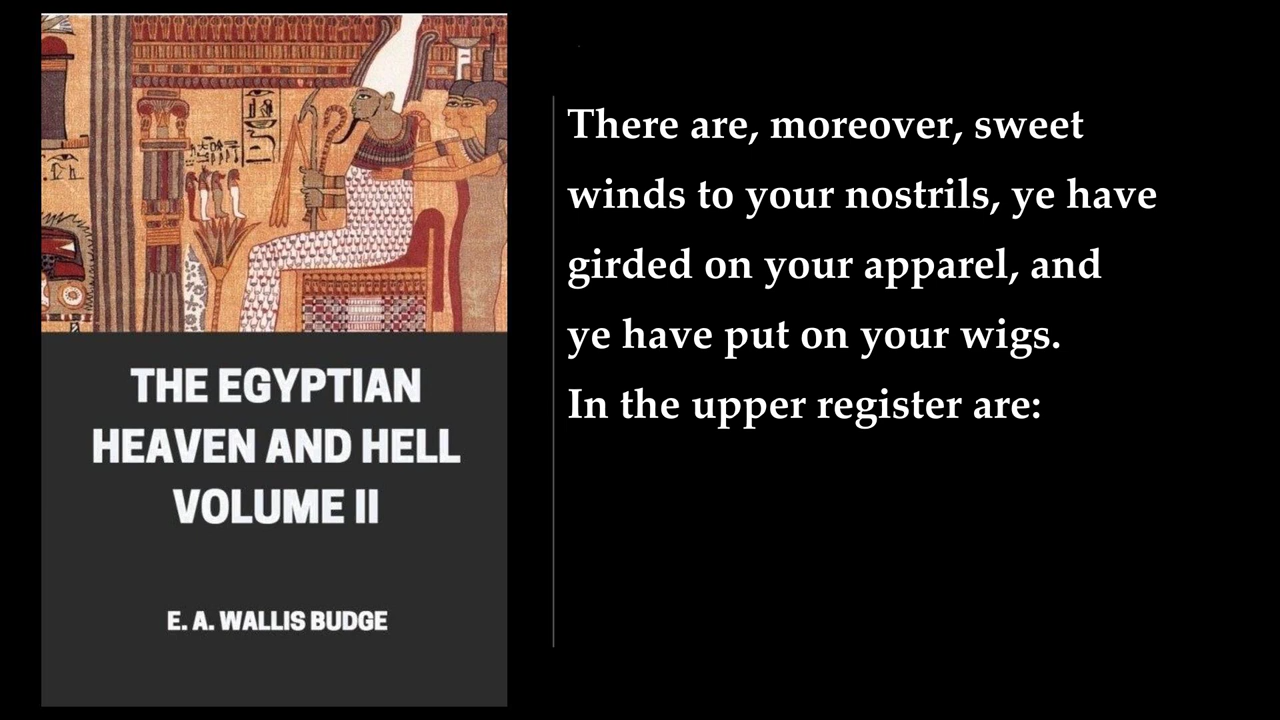 THE EGYPTIAN
HEAVEN AND HELL
VOLUME II
E. A. WALLIS BUDGE
There are, moreover, sweet
winds to your nostrils, ye have
girded on your apparel, and
ye have put on your wigs.
In the upper register are: